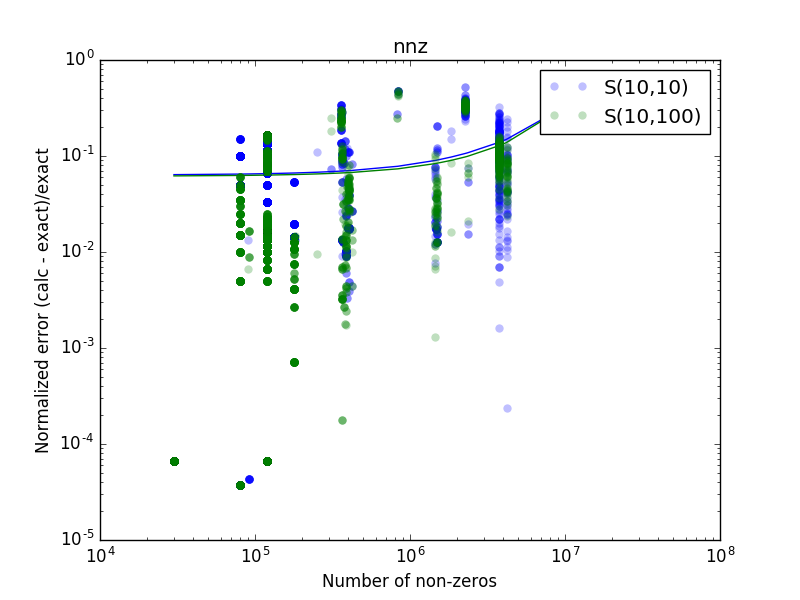 nnz
Normalized error (calc - exact)/exact
10^0
10^-1
10^-2
10^-3
10^-4
10^-5
S(10,10)
S(10,100)
10^4
10^5
10^6
10^7
10^8
Number of non-zeros